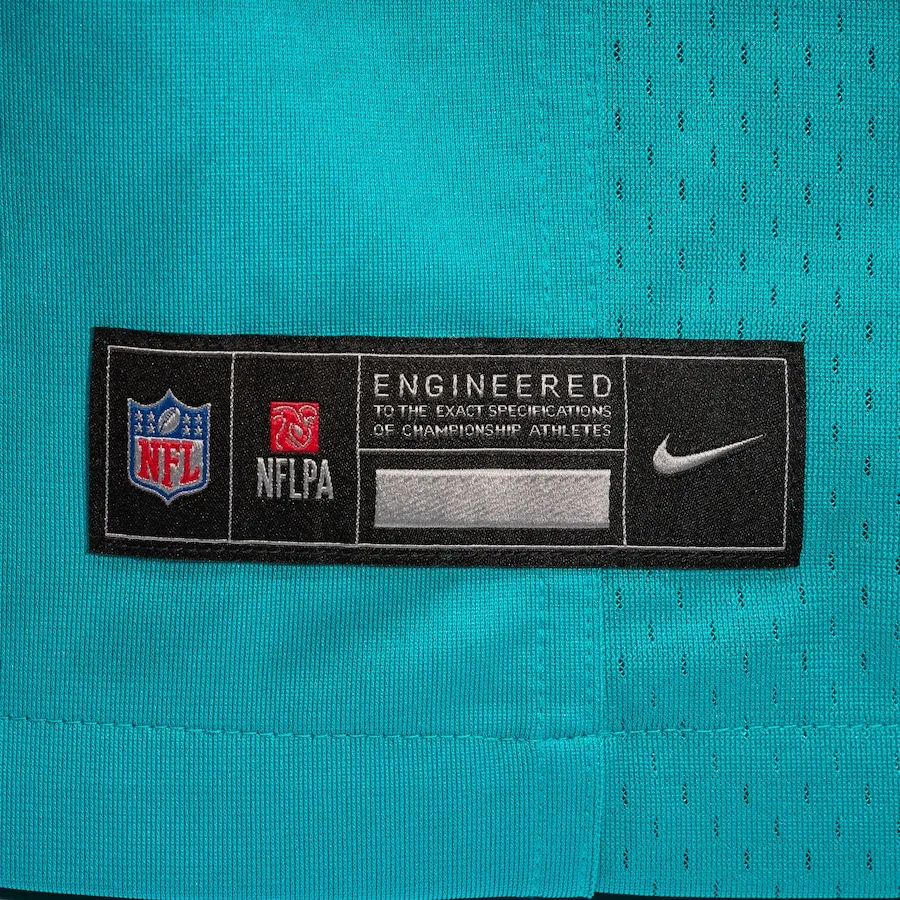 NFL
NFLPA
ENGINEERED
TO THE EXACT SPECIFICATIONS
OF CHAMPIONSHIP ATHLETES